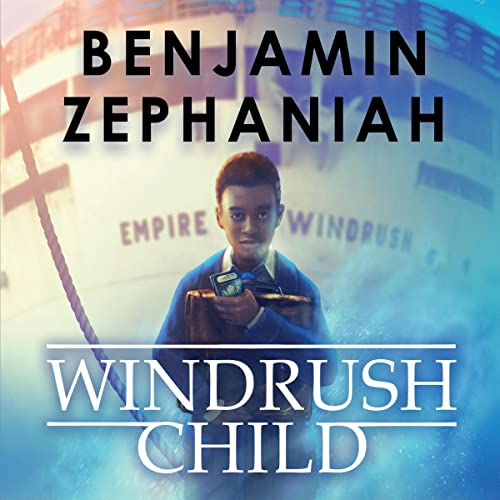 BENJAMIN
ZEPHANIAH
EMPIRE WINDRUSH
WINDRUSH
CHILD